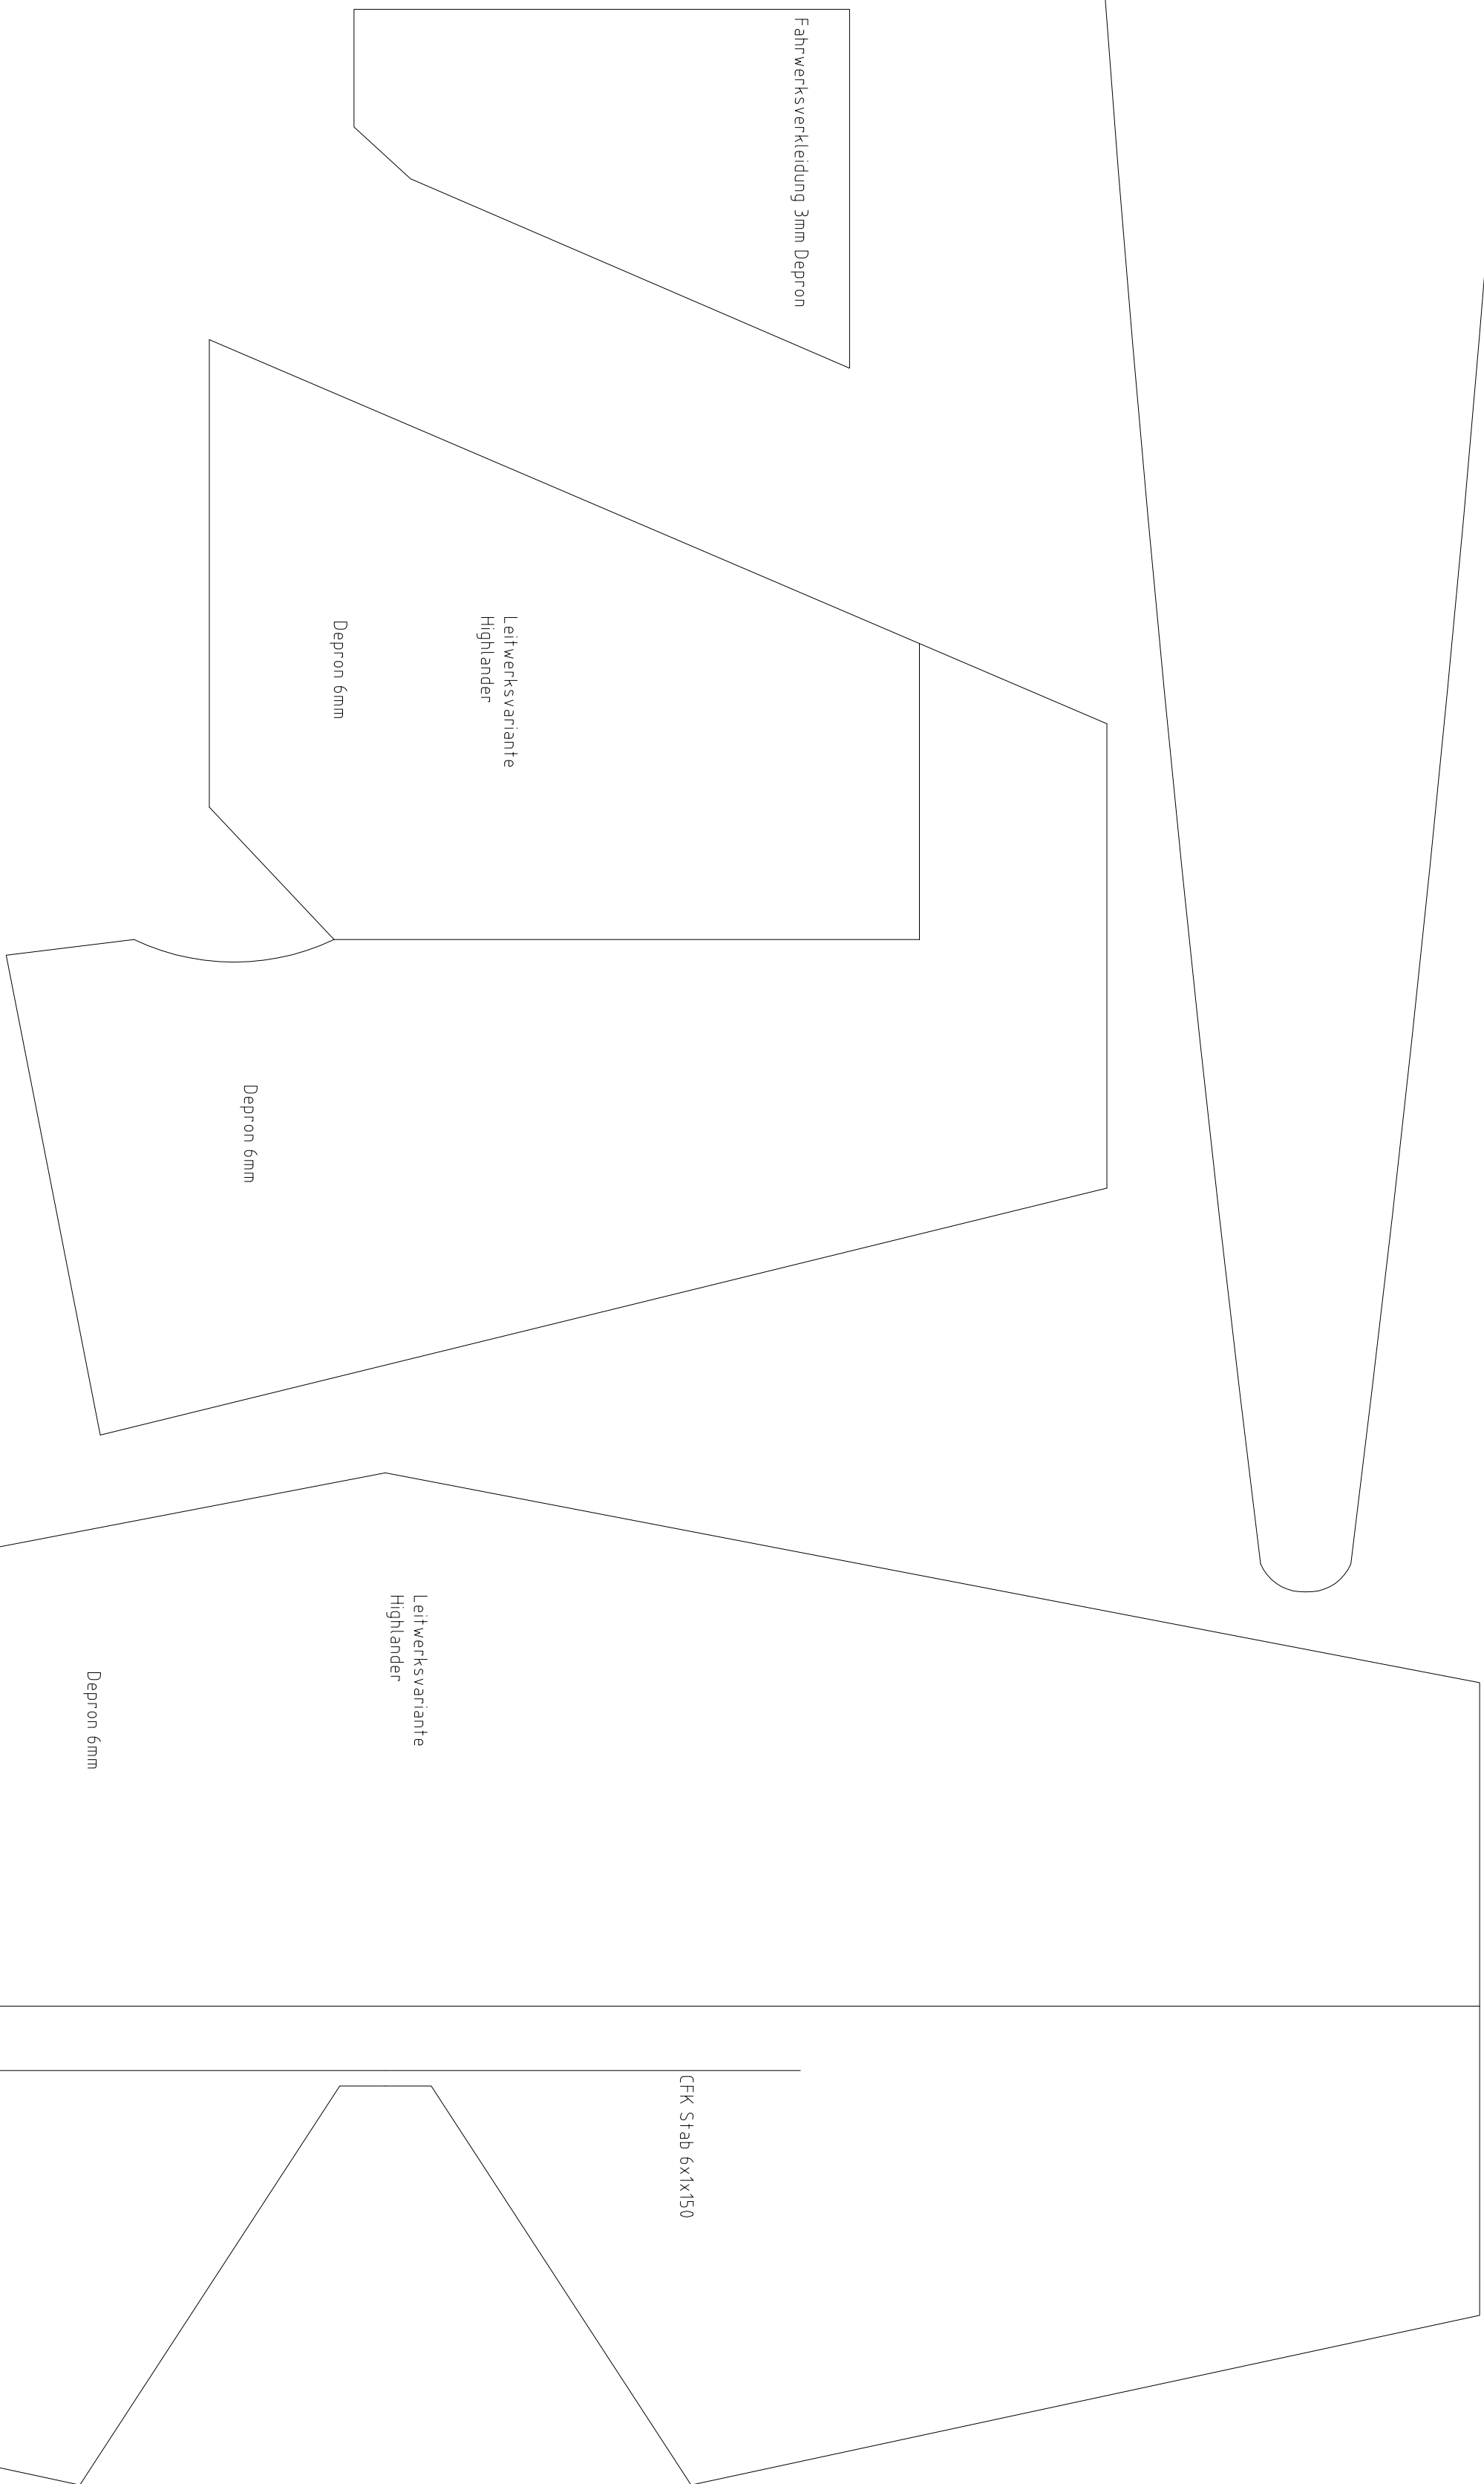 Fahrwerksverkleidung 3mm Depron
Leitwerksvariante
Highlander
Depron 6mm
Depron 6mm
Leitwerksvariante
Highlander
Depron 6mm
CFK Stab 6x1x150